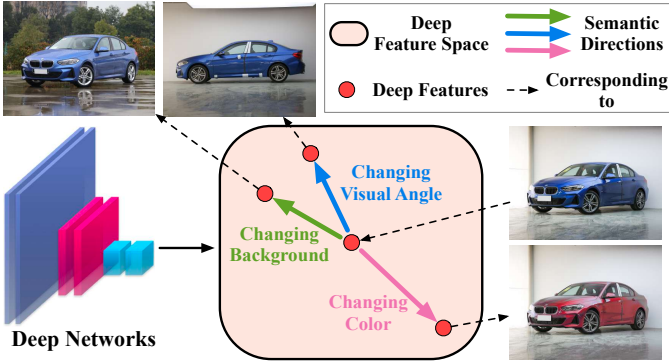 Deep
Feature Space
Semantic
Directions
Deep Features
Corresponding
to
Changing
Visual Angle
Changing
Background
Changing
Color
Deep Networks